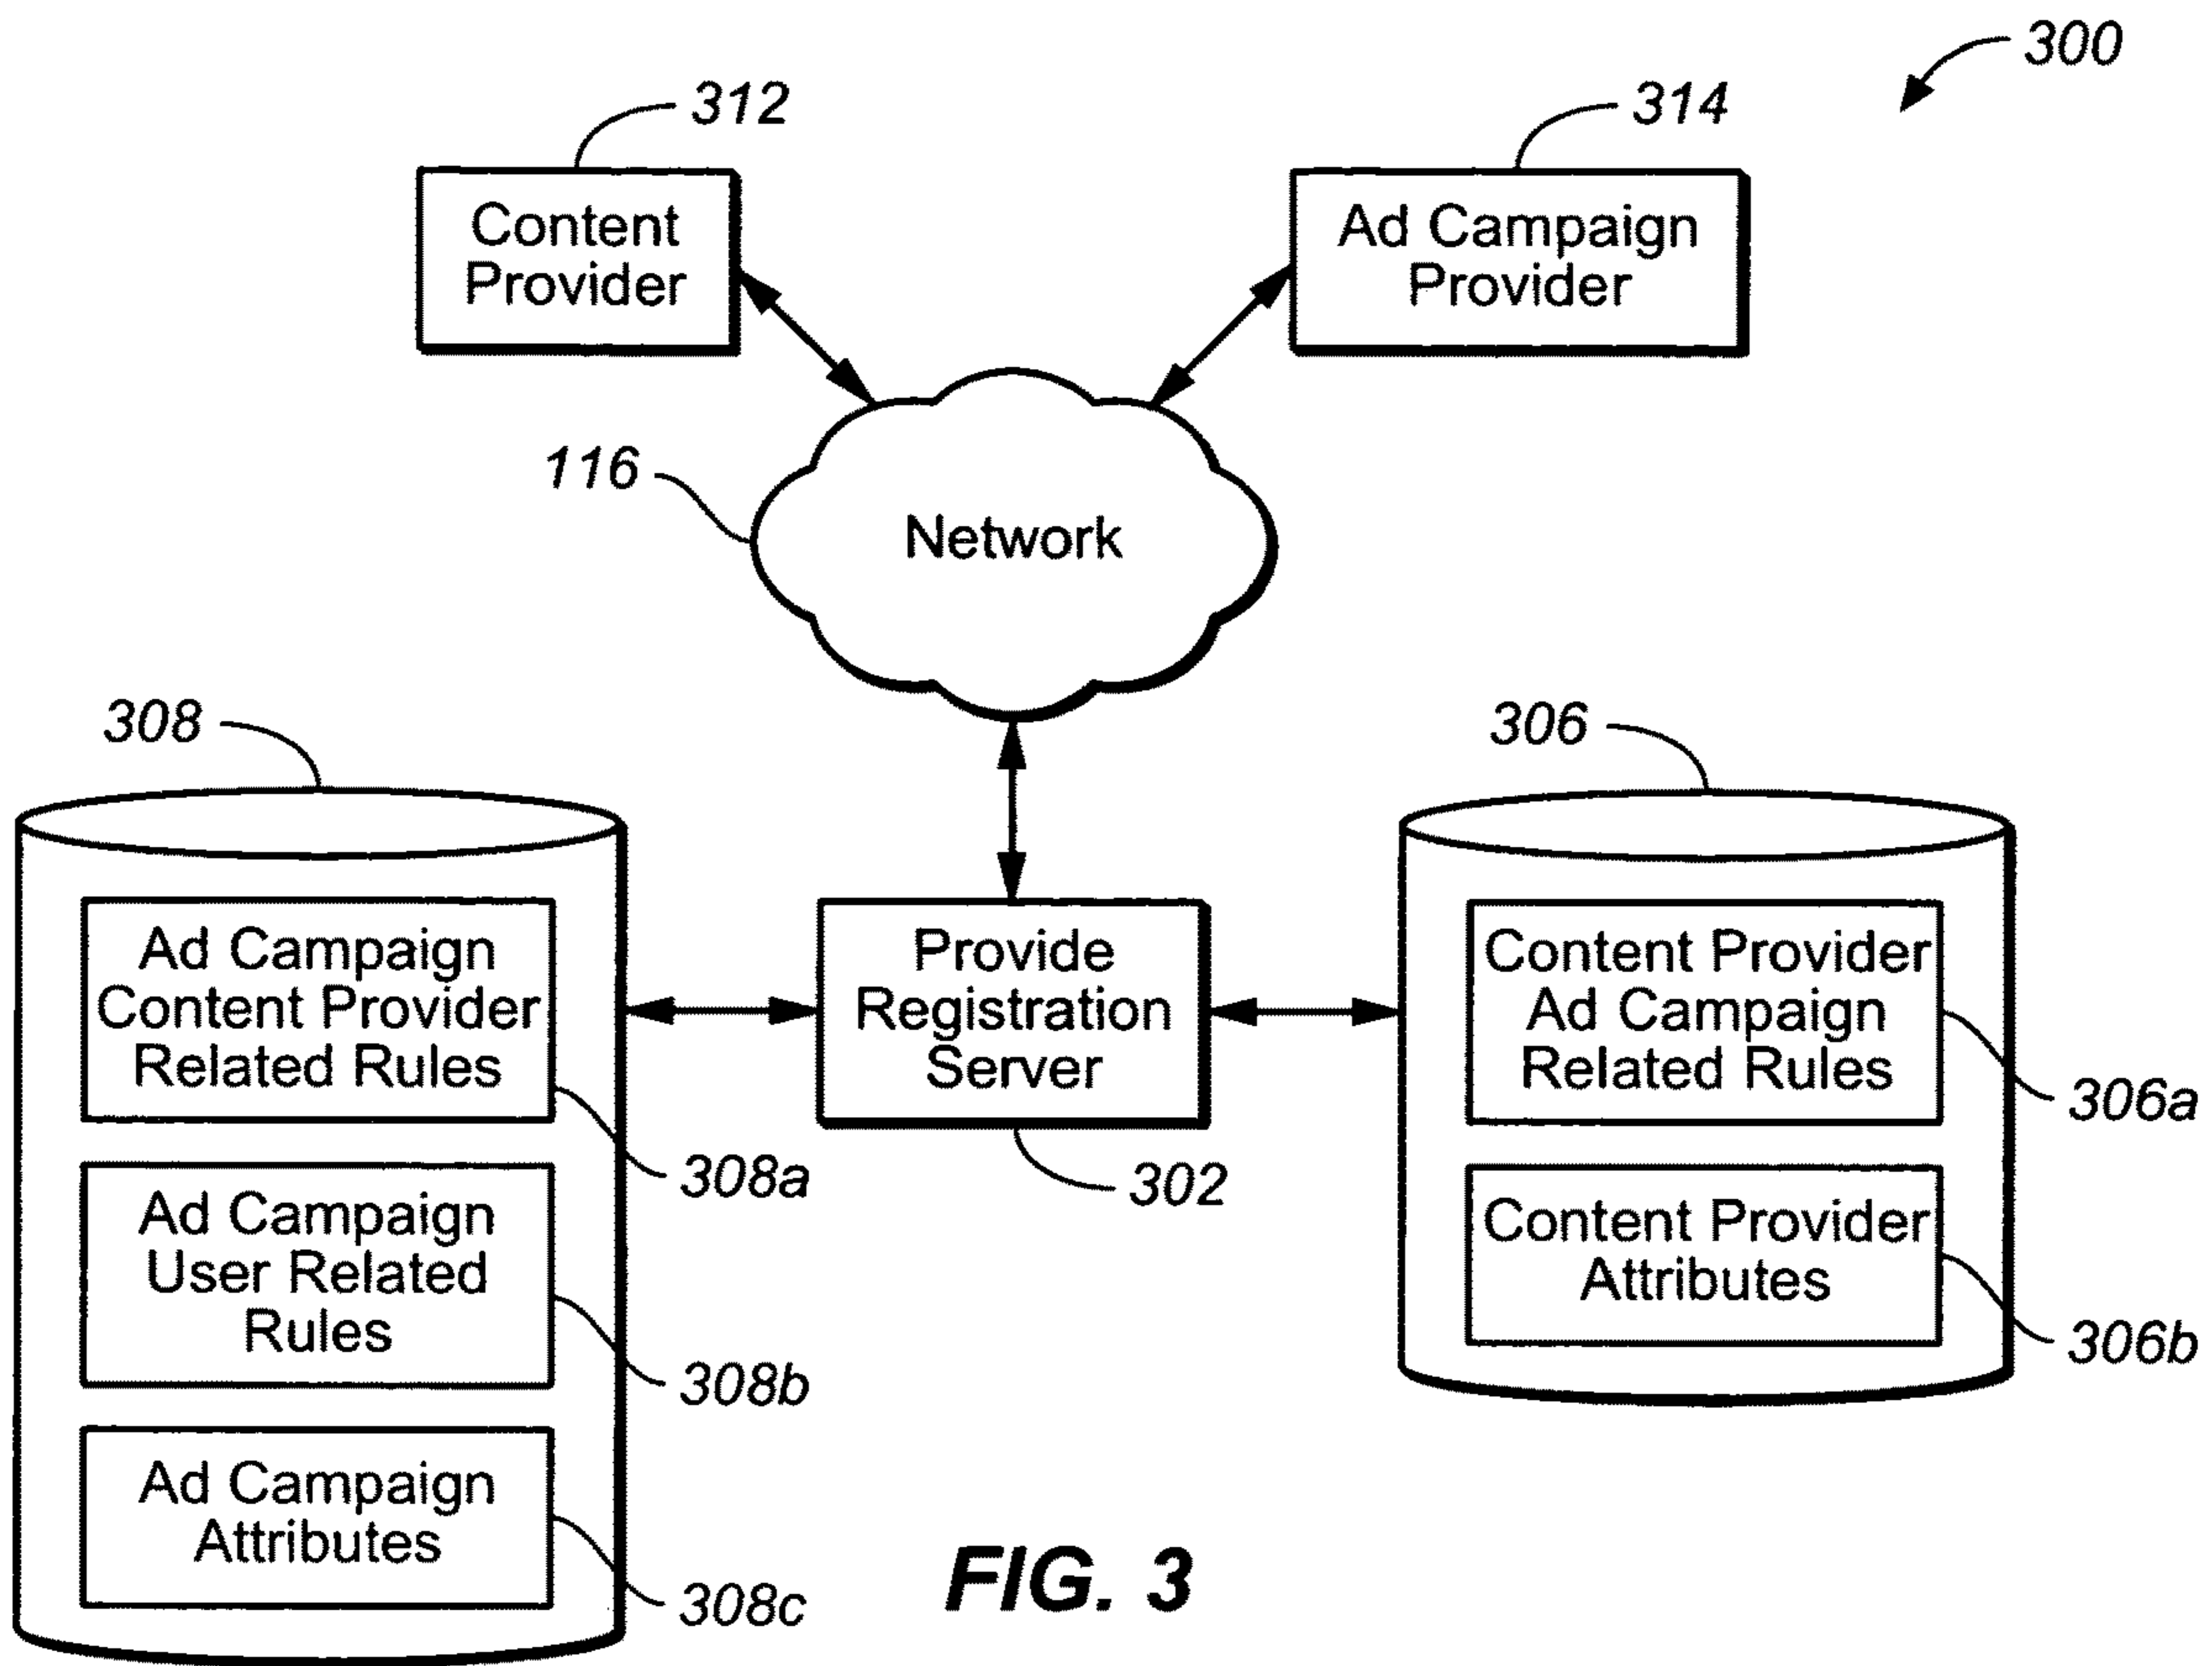 300
312
314
Content
Provider
Ad Campaign
Provider
116
Network
308
306
Ad Campaign
Content Provider
Related Rules
308a
Ad Campaign
User Related
Rules
308b
Ad Campaign
Attributes
308c
Provide
Registration
Server
302
Content Provider
Ad Campaign
Related Rules
306a
Content Provider
Attributes
306b
FIG. 3